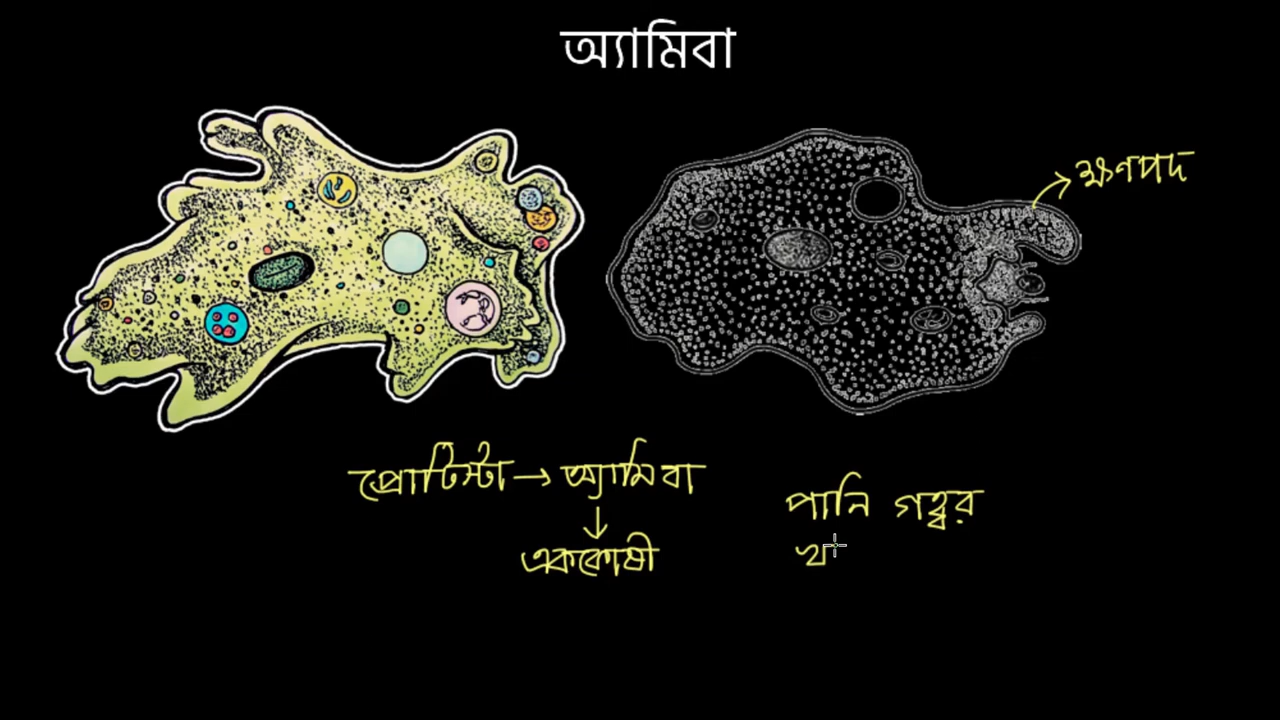 অ্যামিবা
ক্ষণপদ
প্রোটিস্টা → অ্যামিবা
↓
এককোষী
পানি গহ্বর
খ